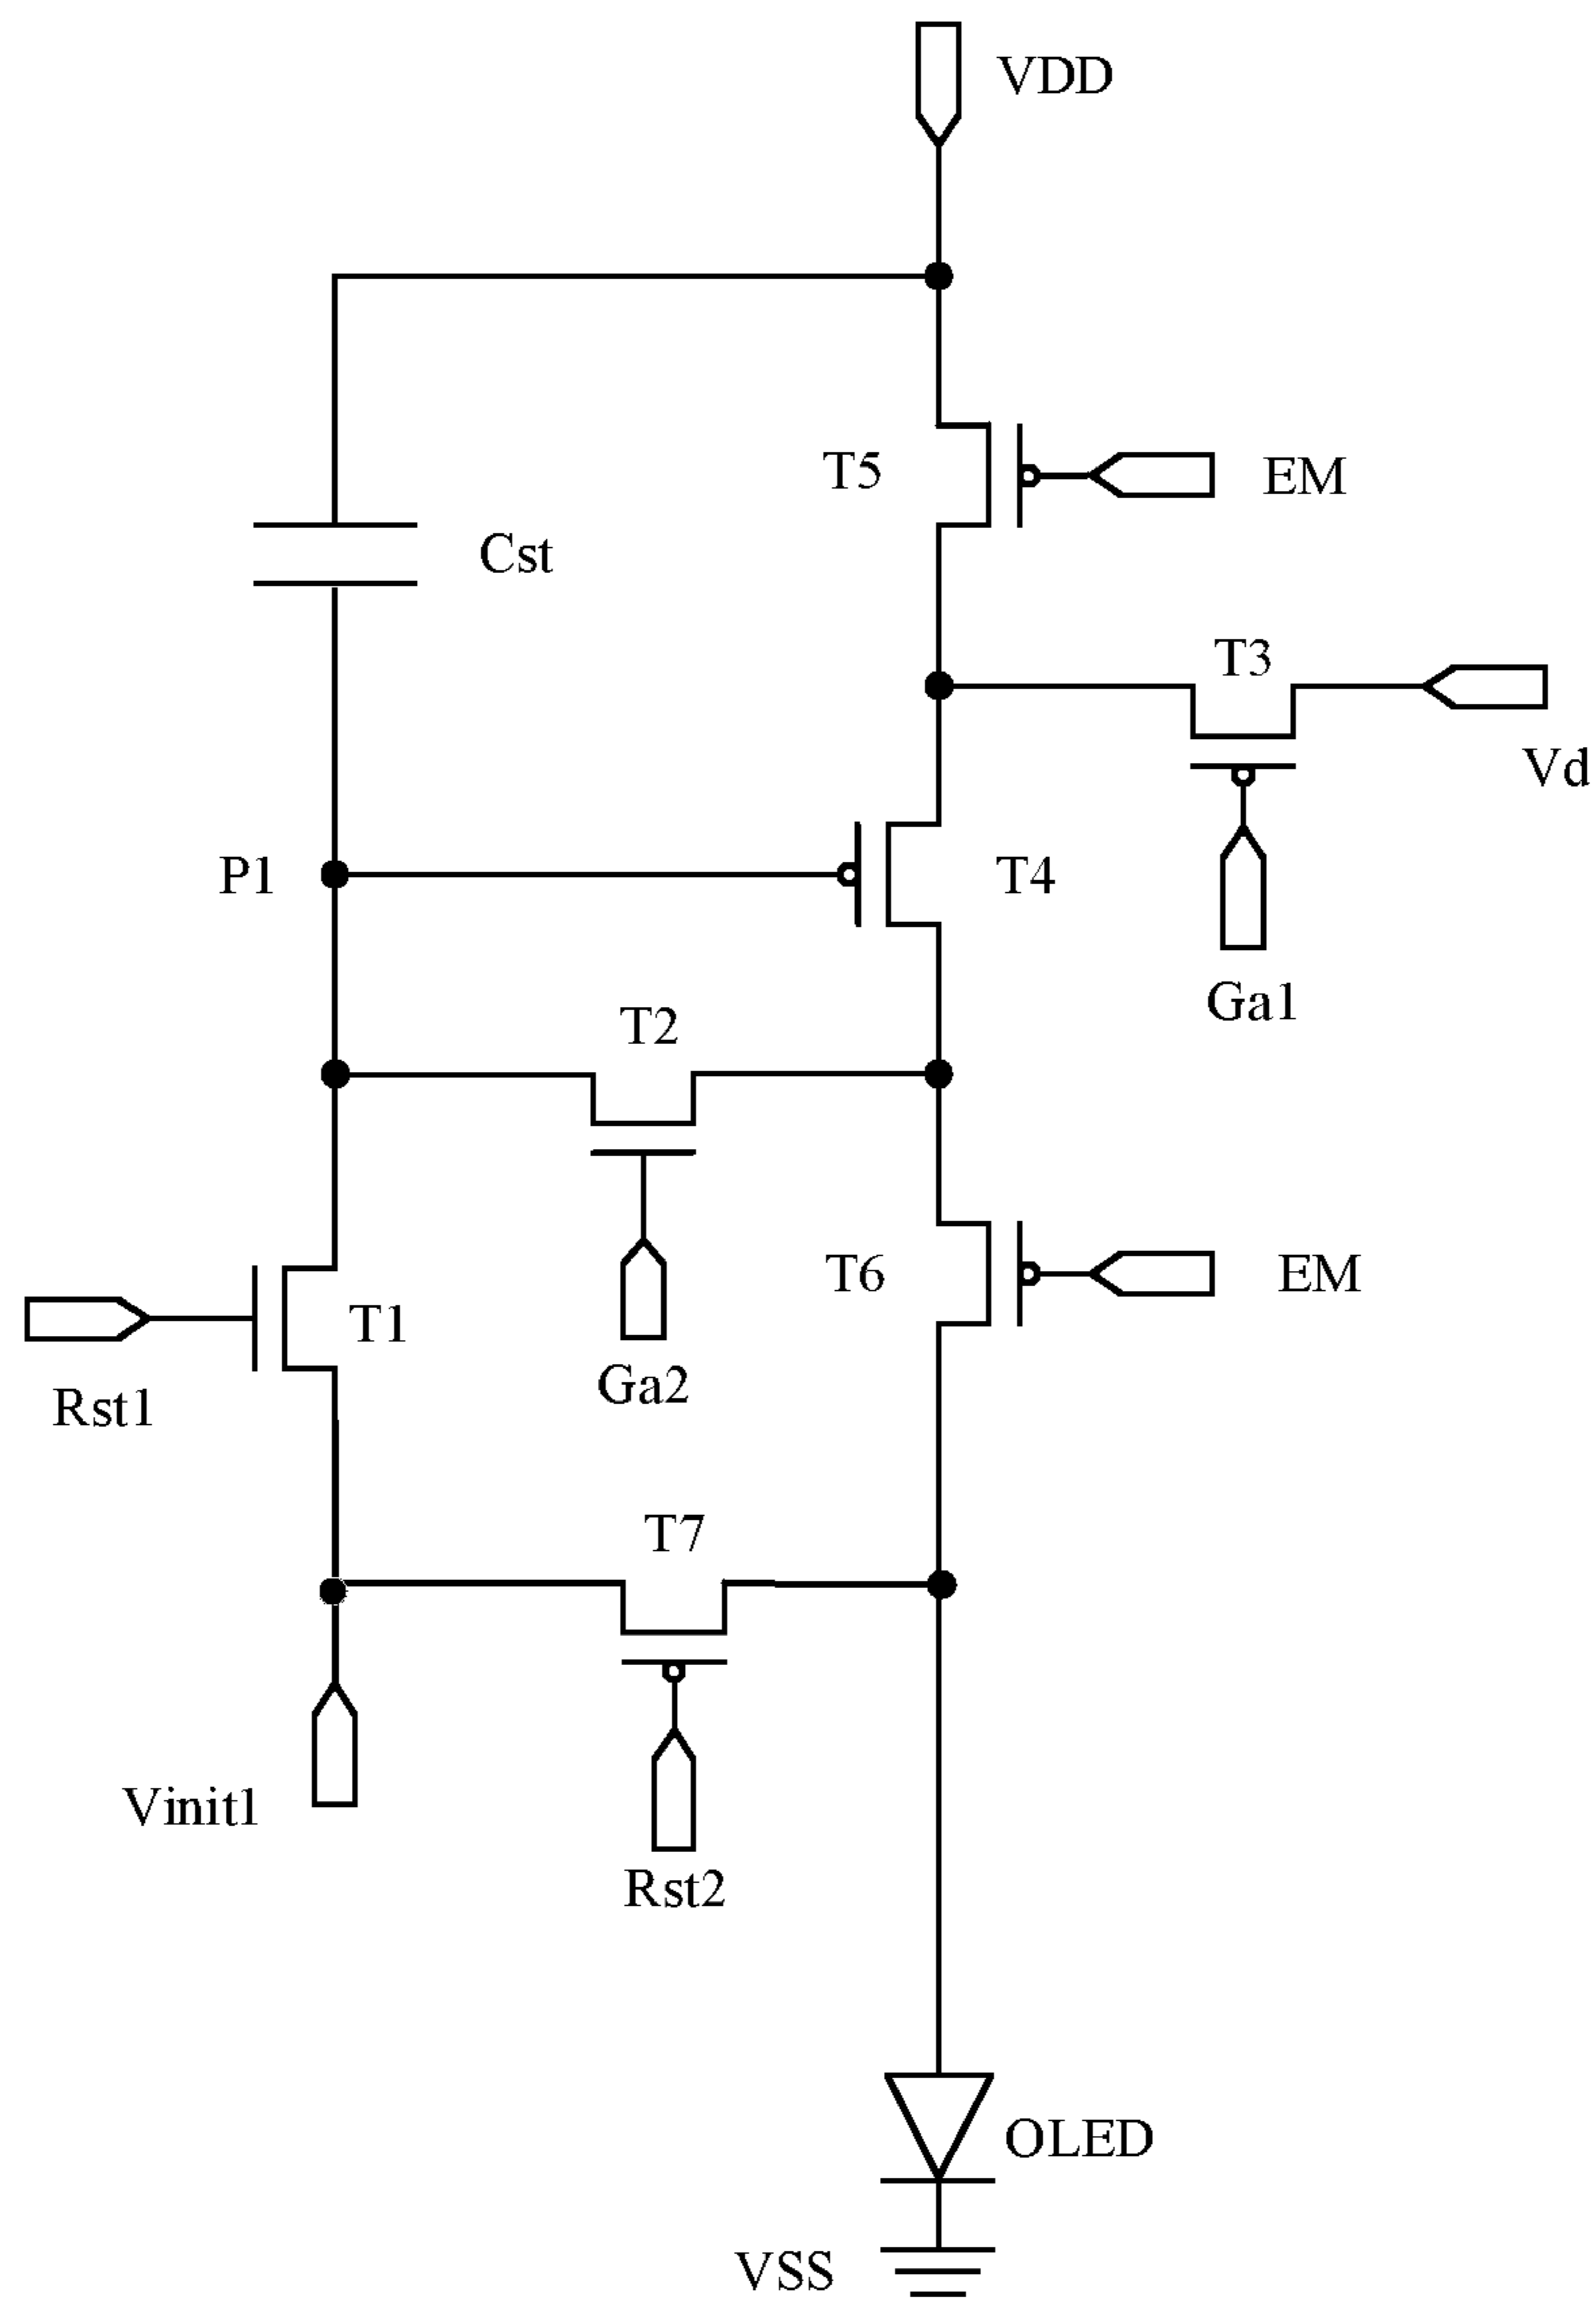 VDD
T5
EM
Cst
T3
Vd
P1
T4
Ga1
T2
T6
EM
T1
Ga2
Rst1
T7
Vinit1
Rst2
OLED
VSS